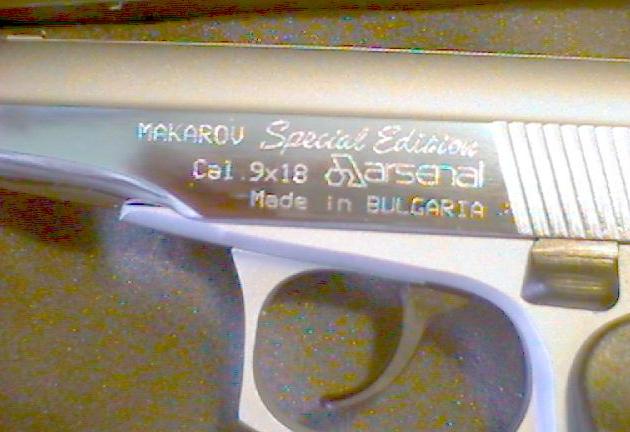 MAKAROV Special Edition
Cal.9x18 arsenal
Made in BULGARIA